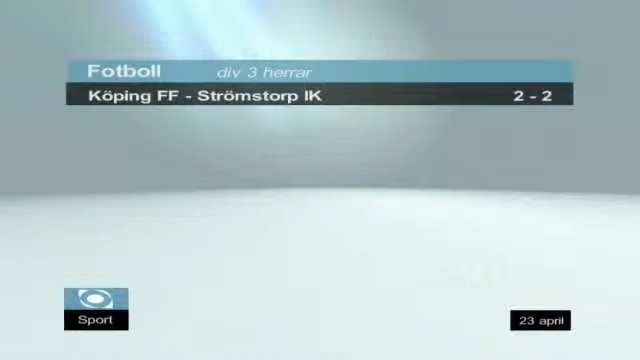 Fotboll div 3 herrar
Köping FF - Strömstorp IK 2 - 2
Sport
23 april